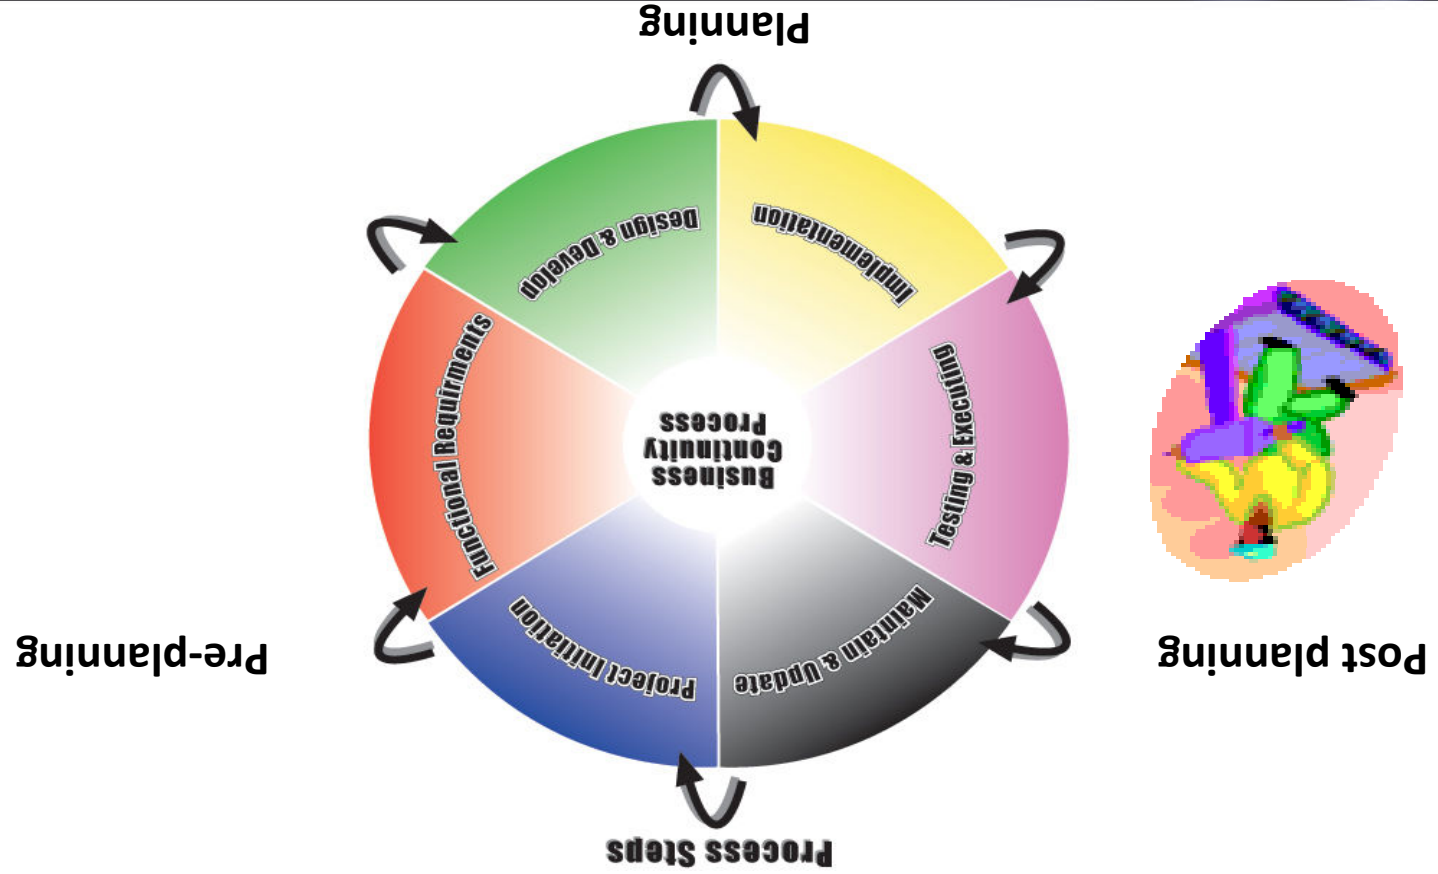 Process Steps
Project Initiation
Maintain & Update
Post planning
Pre-planning
Functional Requirments
Testing & Executing
Business
Continuity
Process
Design & Develop
Implementation
Planning